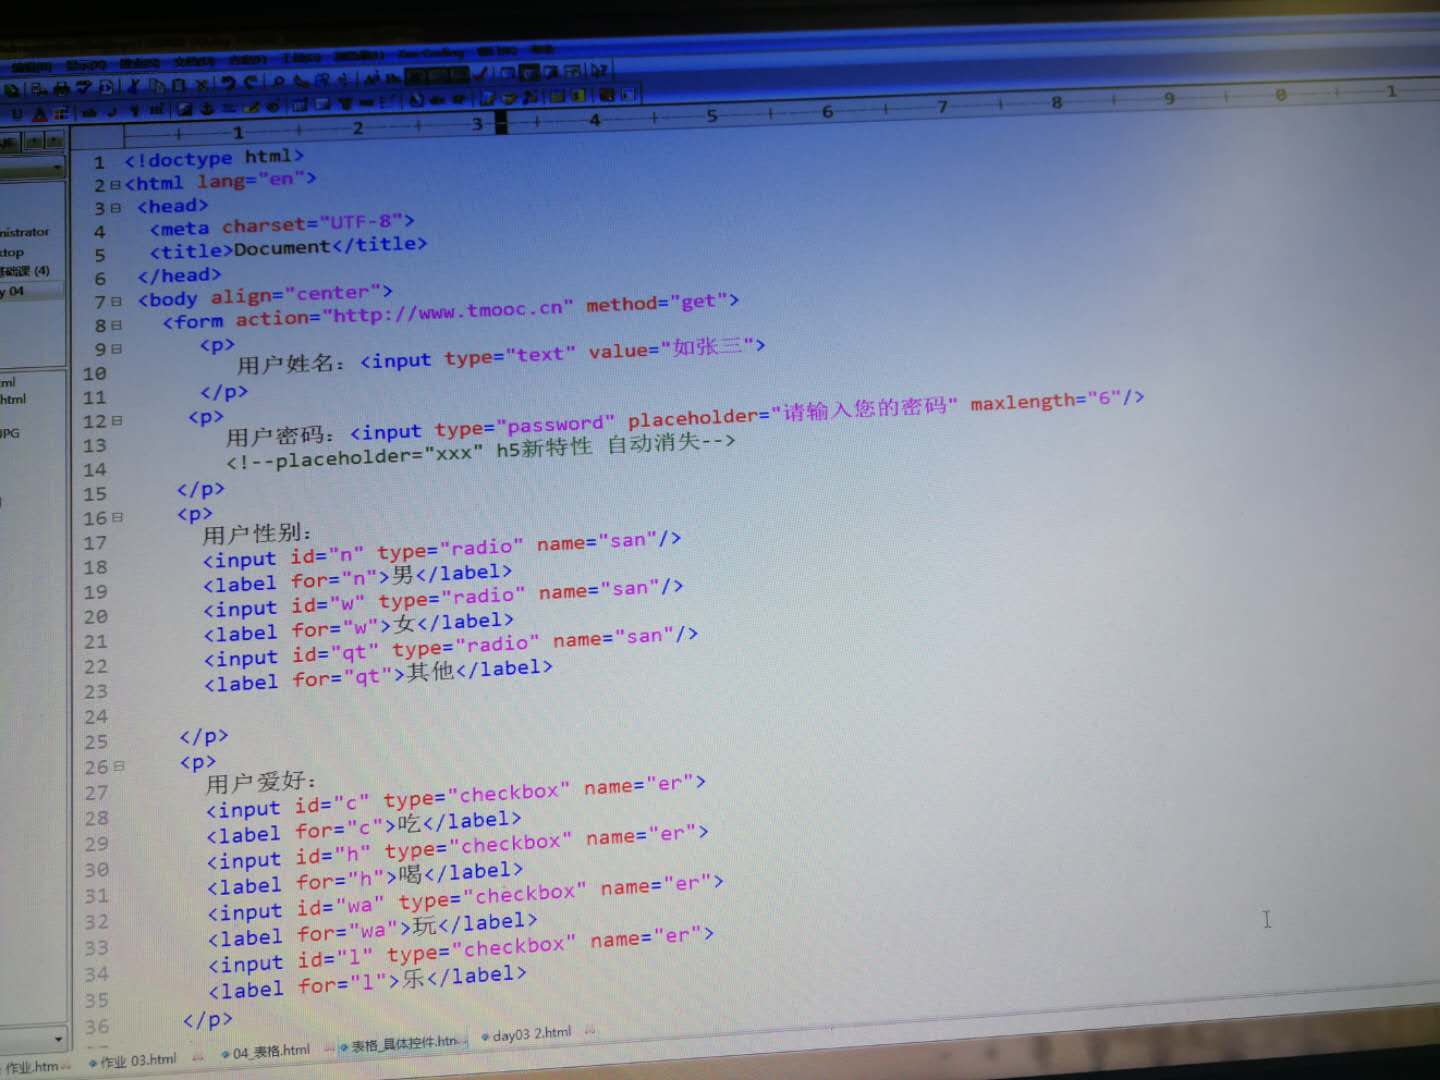 1 2 3 4 5 6 7 8 9 0 1
nistrator
ktop
基础课 (4)
y 04
ml
html
JPG
1 <!doctype html>
2 <html lang="en">
3 <head>
4 <meta charset="UTF-8">
5 <title>Document</title>
6 </head>
7 <body align="center">
8 <form action="http://www.tmooc.cn" method="get">
9 <p>
10 用户姓名：<input type="text" value="如张三">
11 </p>
12 <p>
13 用户密码：<input type="password" placeholder="请输入您的密码" maxlength="6"/>
14 <!--placeholder="xxx" h5新特性 自动消失-->
15 </p>
16 <p>
17 用户性别：
18 <input id="n" type="radio" name="san"/>
19 <label for="n">男</label>
20 <input id="w" type="radio" name="san"/>
21 <label for="w">女</label>
22 <input id="qt" type="radio" name="san"/>
23 <label for="qt">其他</label>
24
25 </p>
26 <p>
27 用户爱好：
28 <input id="c" type="checkbox" name="er">
29 <label for="c">吃</label>
30 <input id="h" type="checkbox" name="er">
31 <label for="h">喝</label>
32 <input id="wa" type="checkbox" name="er">
33 <label for="wa">玩</label>
34 <input id="l" type="checkbox" name="er">
35 <label for="l">乐</label>
36 </p>
作业.htm 作业 03.html 04_表格.html 表格_具体控件.htm day03 2.html